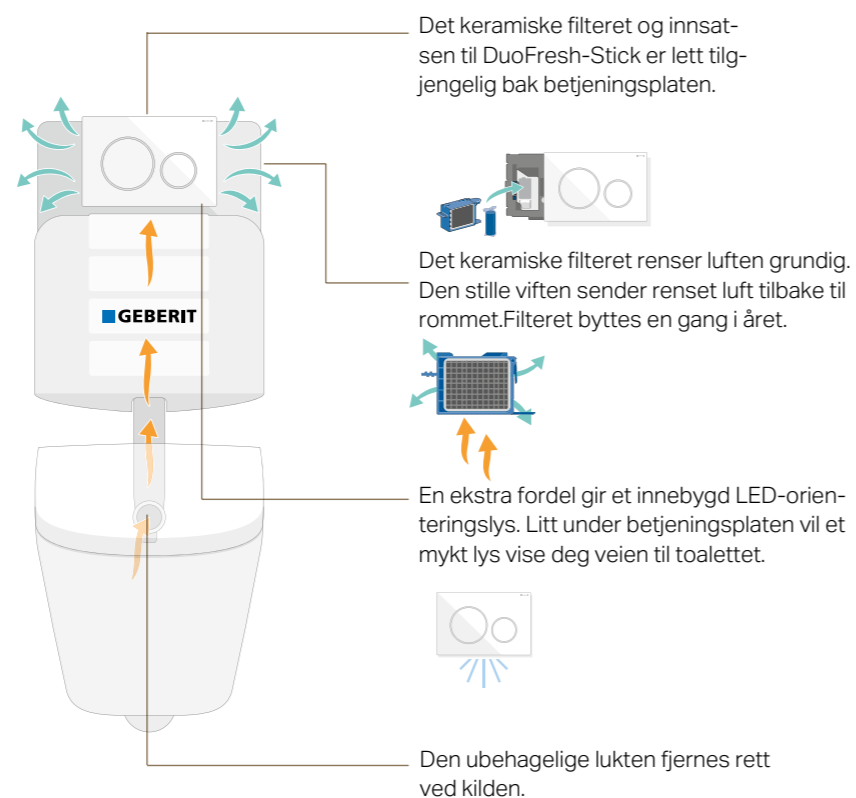 Det keramiske filteret og innsat-
sen til DuoFresh-Stick er lett tilg-
jengelig bak betjeningsplaten.
Det keramiske filteret renser luften grundig.
Den stille viften sender renset luft tilbake til
rommet.Filteret byttes en gang i året.
GEBERIT
En ekstra fordel gir et innebygd LED-orien-
teringslys. Litt under betjeningsplaten vil et
mykt lys vise deg veien til toalettet.
Den ubehagelige lukten fjernes rett
ved kilden.